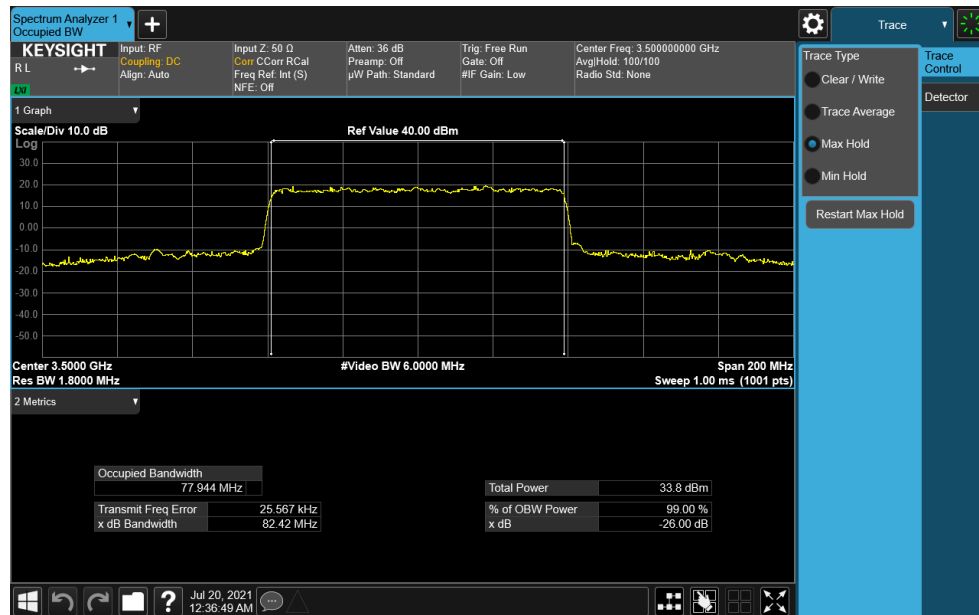 Spectrum Analyzer 1
Occupied BW
Trace
KEYSIGHT
R L
LXI
Input: RF
Coupling: DC
Align: Auto
Input Z: 50 Ω
Corr CCorr RCal
Freq Ref: Int (S)
NFE: Off
Atten: 36 dB
Preamp: Off
µW Path: Standard
Trig: Free Run
Gate: Off
#IF Gain: Low
Center Freq: 3.500000000 GHz
Avg|Hold: 100/100
Radio Std: None
Trace Type
Clear / Write
Trace Average
Max Hold
Min Hold
Restart Max Hold
Trace
Control
Detector
1 Graph
Scale/Div 10.0 dB
Ref Value 40.00 dBm
Log
30.0
20.0
10.0
0.00
-10.0
-20.0
-30.0
-40.0
-50.0
Center 3.5000 GHz
#Video BW 6.0000 MHz
Span 200 MHz
Res BW 1.8000 MHz
Sweep 1.00 ms (1001 pts)
2 Metrics
Occupied Bandwidth
77.944 MHz
Total Power 33.8 dBm
Transmit Freq Error 25.567 kHz
% of OBW Power 99.00 %
x dB Bandwidth 82.42 MHz
x dB -26.00 dB
?
Jul 20, 2021
12:36:49 AM